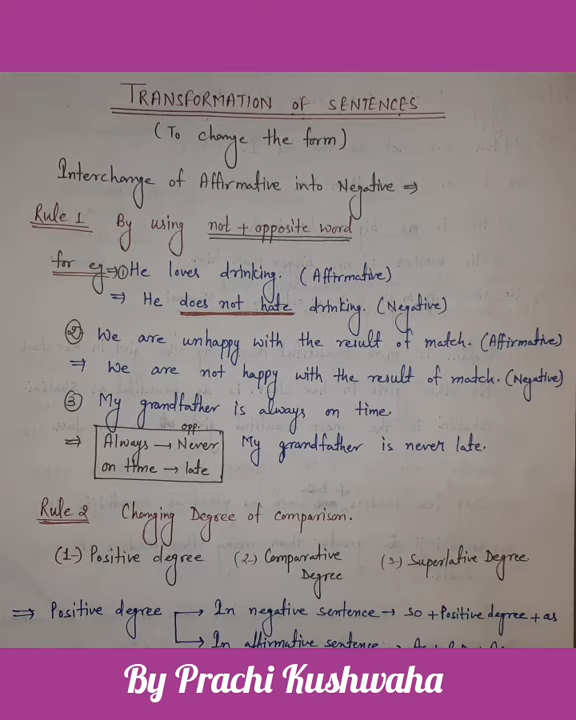 TRANSFORMATION OF SENTENCES
(To change the form)
Interchange of Affirmative into Negative ⇒
Rule 1 By using not + opposite word
for eg ⇒ ① He loves drinking. (Affirmative)
⇒ He does not hate drinking. (Negative)
② We are unhappy with the result of match. (Affirmative)
⇒ We are not happy with the result of match. (Negative)
③ My grandfather is always on time.
opp.
⇒ Always → Never My grandfather is never late.
on time → late
Rule 2 Changing Degree of Comparison.
(1-) Positive degree (2-) Comparative Degree (3-) Superlative Degree
⇒ Positive degree → In negative sentence → so + Positive degree + as
→ In affirmative sentence
By Prachi Kushwaha